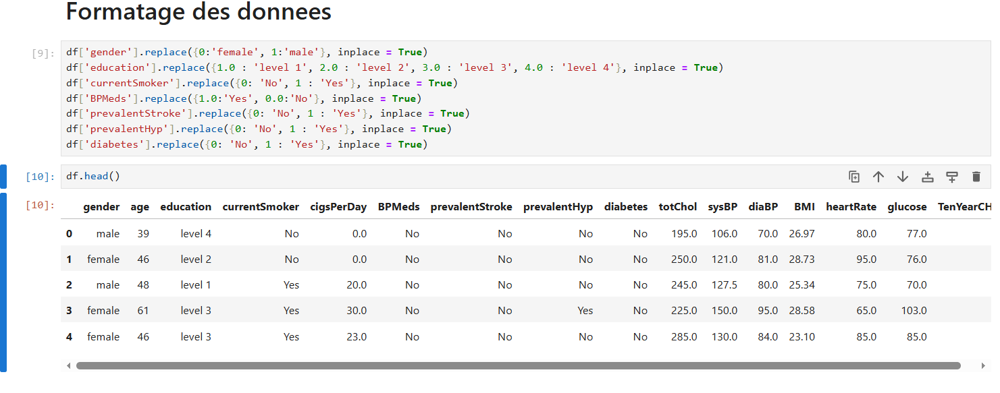 Formatage des donnees
[9]:
df['gender'].replace({0:'female', 1:'male'}, inplace = True)
df['education'].replace({1.0 : 'level 1', 2.0 : 'level 2', 3.0 : 'level 3', 4.0 : 'level 4'}, inplace = True)
df['currentSmoker'].replace({0: 'No', 1 : 'Yes'}, inplace = True)
df['BPMeds'].replace({1.0:'Yes', 0.0:'No'}, inplace = True)
df['prevalentStroke'].replace({0: 'No', 1 : 'Yes'}, inplace = True)
df['prevalentHyp'].replace({0: 'No', 1 : 'Yes'}, inplace = True)
df['diabetes'].replace({0: 'No', 1 : 'Yes'}, inplace = True)
[10]: df.head()
[10]:
gender age education currentSmoker cigsPerDay BPMeds prevalentStroke prevalentHyp diabetes totChol sysBP diaBP BMI heartRate glucose TenYearCH
0 male 39 level 4 No 0.0 No No No No 195.0 106.0 70.0 26.97 80.0 77.0
1 female 46 level 2 No 0.0 No No No No 250.0 121.0 81.0 28.73 95.0 76.0
2 male 48 level 1 Yes 20.0 No No No No 245.0 127.5 80.0 25.34 75.0 70.0
3 female 61 level 3 Yes 30.0 No No Yes No 225.0 150.0 95.0 28.58 65.0 103.0
4 female 46 level 3 Yes 23.0 No No No No 285.0 130.0 84.0 23.10 85.0 85.0